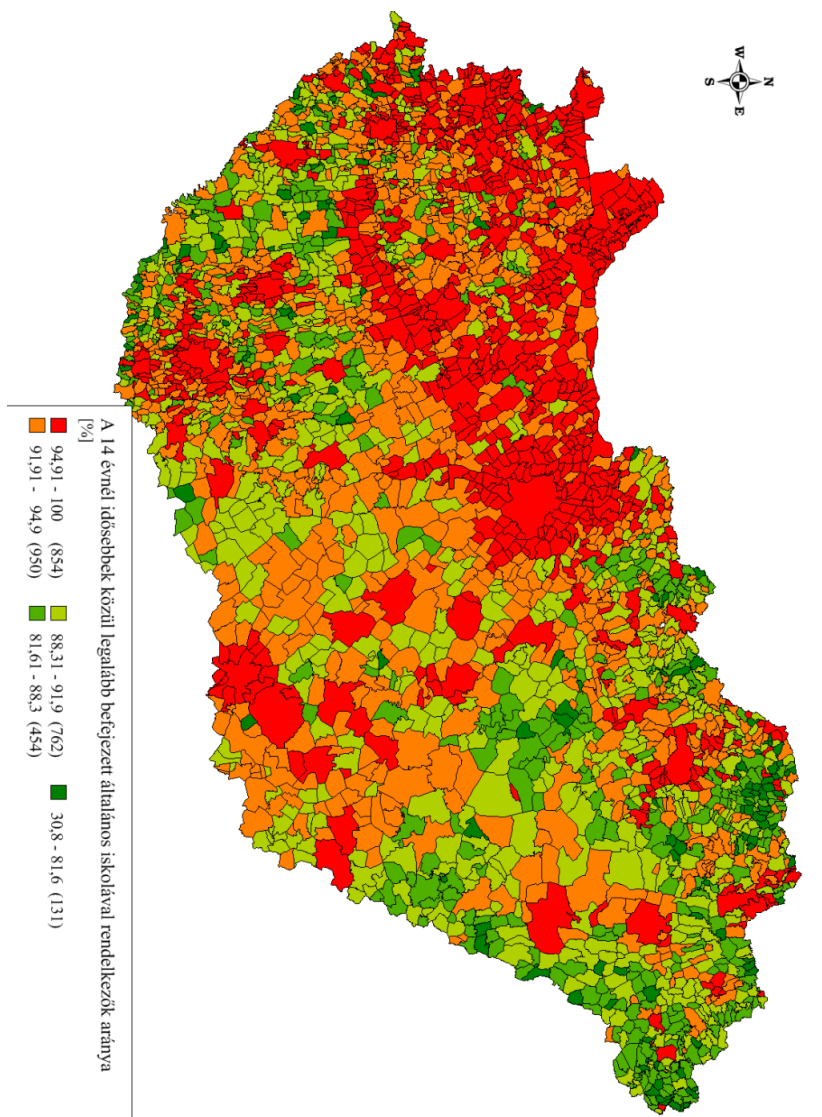 N
W
E
S
A 14 évnél idősebbek közül legalább befejezett általános iskolával rendelkezők aránya
[%]
94,91 - 100 (854) 88,31 - 91,9 (762) 30,8 - 81,6 (131)
91,91 - 94,9 (950) 81,61 - 88,3 (454)